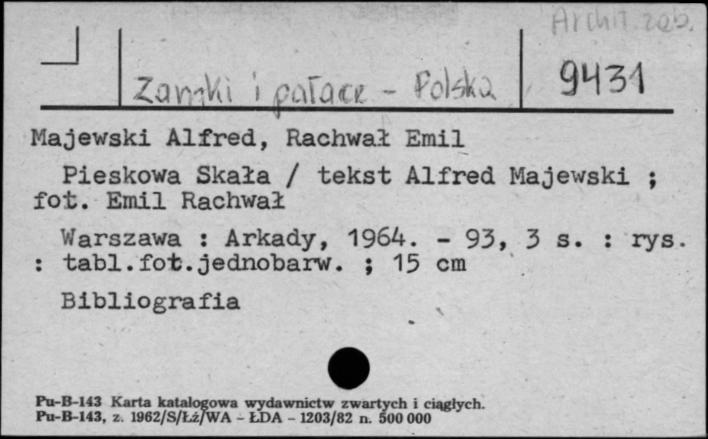 Archit. zab.
Zamki i pałace - Polska
9431
Majewski Alfred, Rachwał Emil
Pieskowa Skała / tekst Alfred Majewski ;
fot. Emil Rachwał
Warszawa : Arkady, 1964. - 93, 3 s. : rys.
: tabl.fot.jednobarw. ; 15 cm
Bibliografia
Pu-B-143 Karta katalogowa wydawnictw zwartych i ciągłych.
Pu-B-143, z. 1962/S/Łż/WA - ŁDA - 1203/82 n. 500 000